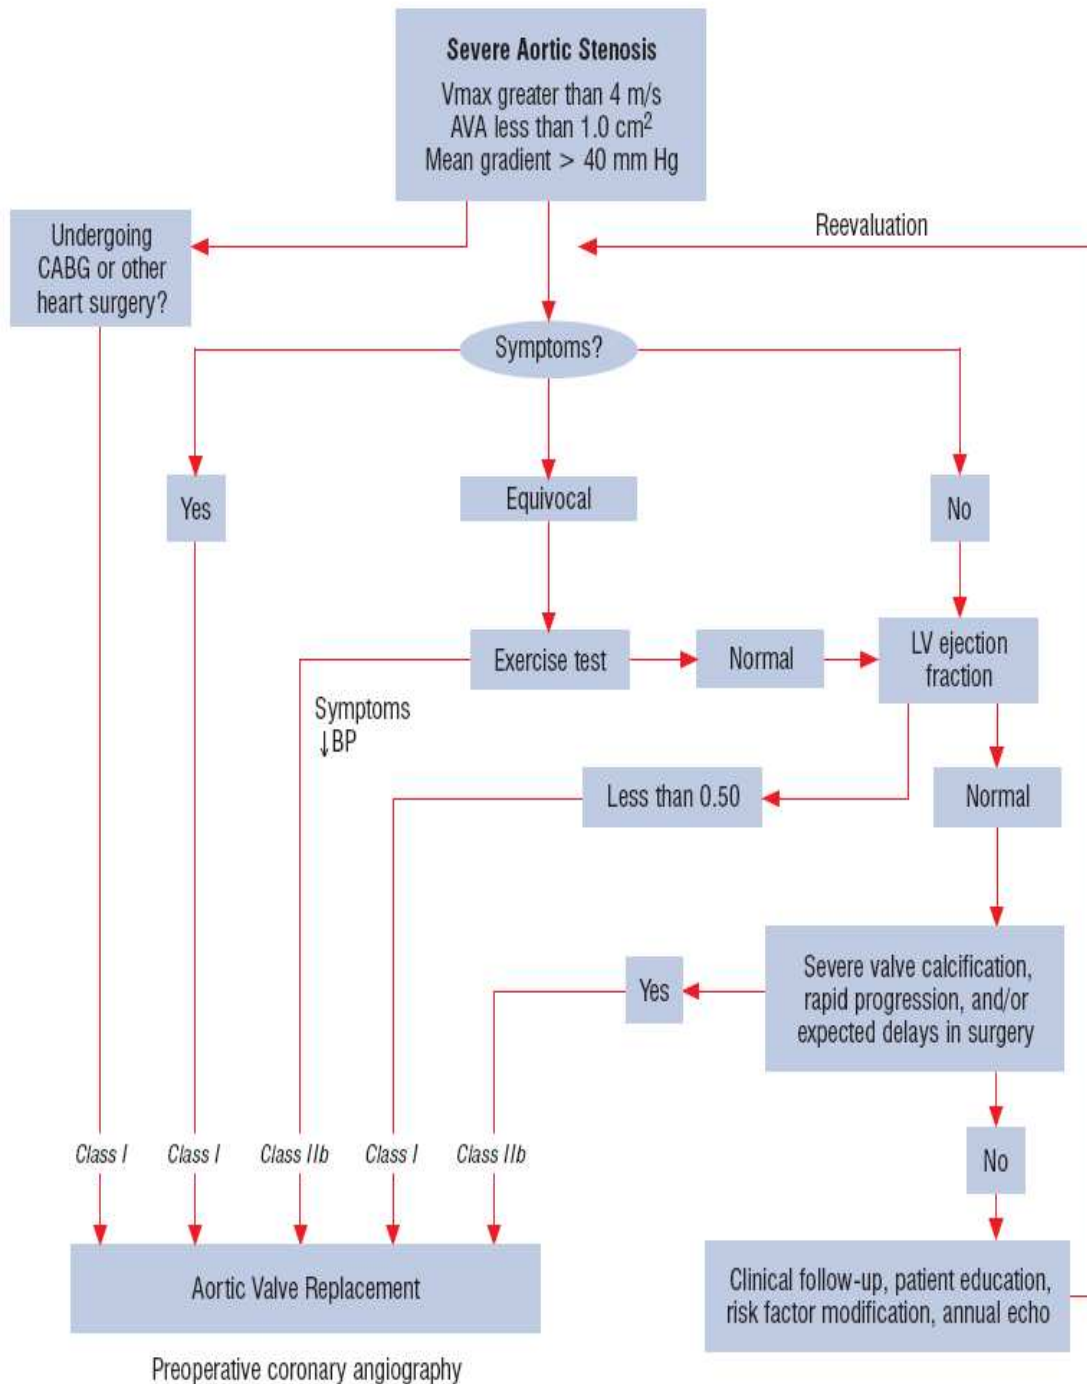 Severe Aortic Stenosis
Vmax greater than 4 m/s
AVA less than 1.0 cm²
Mean gradient > 40 mm Hg
Undergoing
CABG or other
heart surgery?
Reevaluation
Symptoms?
Yes
Equivocal
No
Exercise test
Normal
LV ejection
fraction
Symptoms
↓BP
Less than 0.50
Normal
Yes
Severe valve calcification,
rapid progression, and/or
expected delays in surgery
Class I
Class I
Class IIb
Class I
Class IIb
No
Aortic Valve Replacement
Clinical follow-up, patient education,
risk factor modification, annual echo
Preoperative coronary angiography